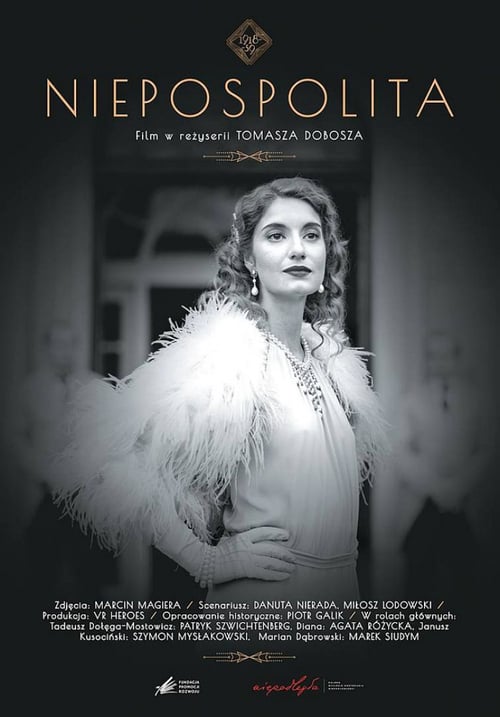 1918
39
NIEPOSPOLITA
Film w reżyserii TOMASZA DOBOSZA
Zdjęcia: MARCIN MAGIERA / Scenariusz: DANUTA NIERADA, MIŁOSZ LODOWSKI /
Produkcja: VR HEROES / Opracowanie historyczne: PIOTR GALIK / W rolach głównych:
Tadeusz Dołęga-Mostowicz: PATRYK SZWICHTENBERG, Diana: AGATA RÓŻYCKA, Janusz
Kusociński: SZYMON MYSŁAKOWSKI, Marian Dąbrowski: MAREK SIUDYM
FUNDACJA
PROMOCJA
ROZWOJU
niepodległa